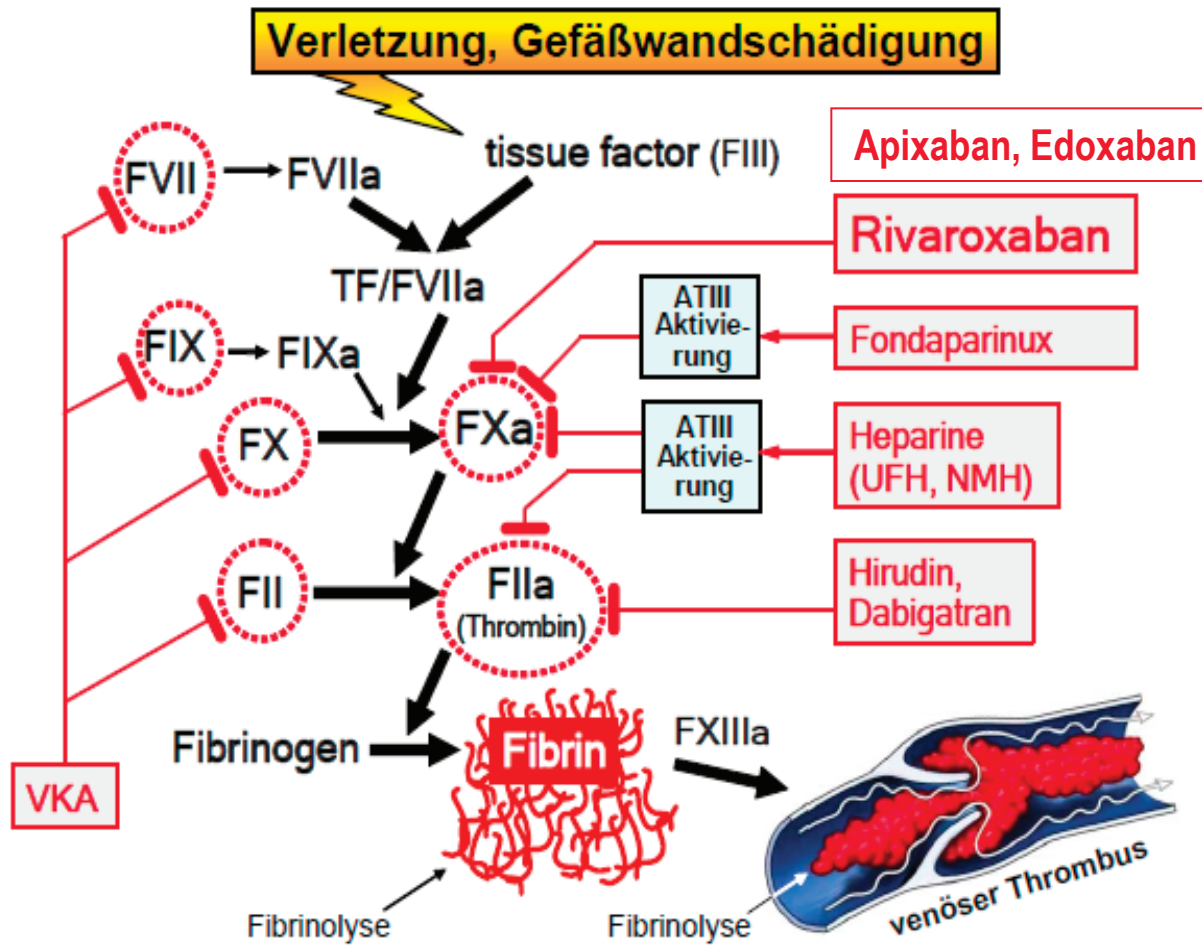 Verletzung, Gefäßwandschädigung
tissue factor (FIII)
Apixaban, Edoxaban
FVII
FVIIa
Rivaroxaban
TF/FVIIa
ATIII
Aktivie-
rung
Fondaparinux
FIX
FIXa
FX
FXa
ATIII
Aktivie-
rung
Heparine
(UFH, NMH)
FII
FIIa
(Thrombin)
Hirudin,
Dabigatran
Fibrinogen
Fibrin
FXIIIa
VKA
venöser Thrombus
Fibrinolyse
Fibrinolyse